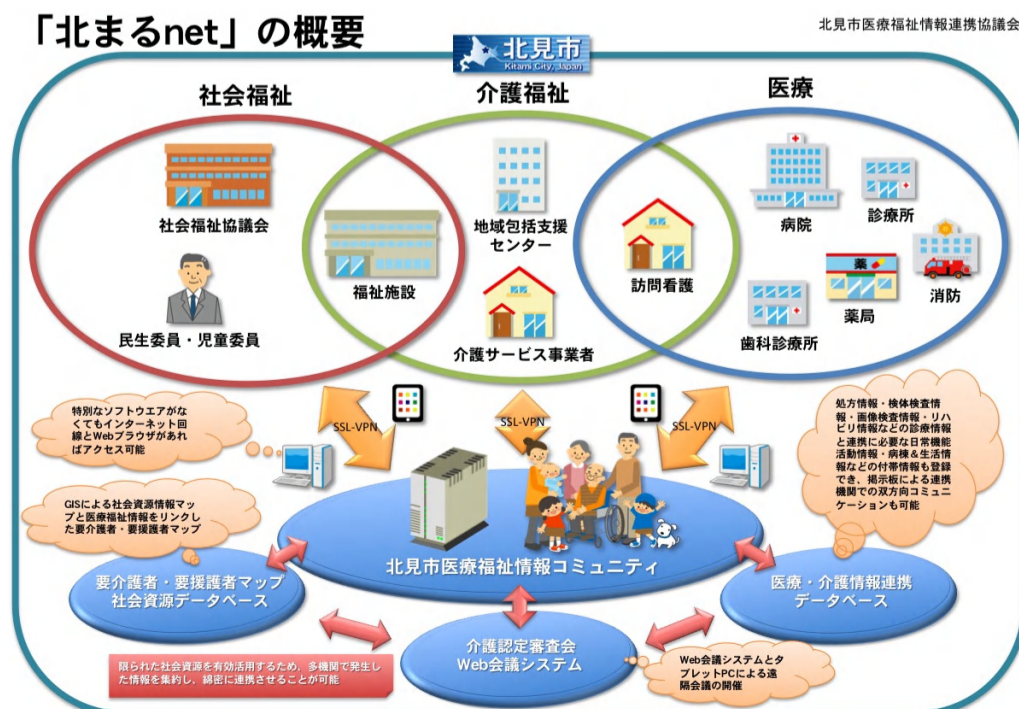 「北まるnet」の概要
北見市医療福祉情報連携協議会
北見市
Kitami City, Japan
社会福祉
介護福祉
医療
社会福祉協議会
民生委員・児童委員
福祉施設
地域包括支援
センター
介護サービス事業者
訪問看護
病院
診療所
歯科診療所
薬
薬局
消防
SSL-VPN
SSL-VPN
SSL-VPN
特別なソフトウエアがな
くてもインターネット回
線とWebブラウザがあれ
ばアクセス可能
GISによる社会資源情報マッ
プと医療福祉情報をリンクし
た要介護者・要援護者マップ
処方情報・検体検査情
報・画像検査情報・リハ
ビリ情報などの診療情報
と連携に必要な日常機能
活動情報・病棟&生活情
報などの付帯情報も登録
でき、掲示板による連携
機関での双方向コミュニ
ケーションも可能
北見市医療福祉情報コミュニティ
要介護者・要援護者マップ
社会資源データベース
医療・介護情報連携
データベース
介護認定審査会
Web会議システム
限られた社会資源を有効活用するため、多機関で発生し
た情報を集約し、綿密に連携させることが可能
Web会議システムとタ
ブレットPCによる遠
隔会議の開催